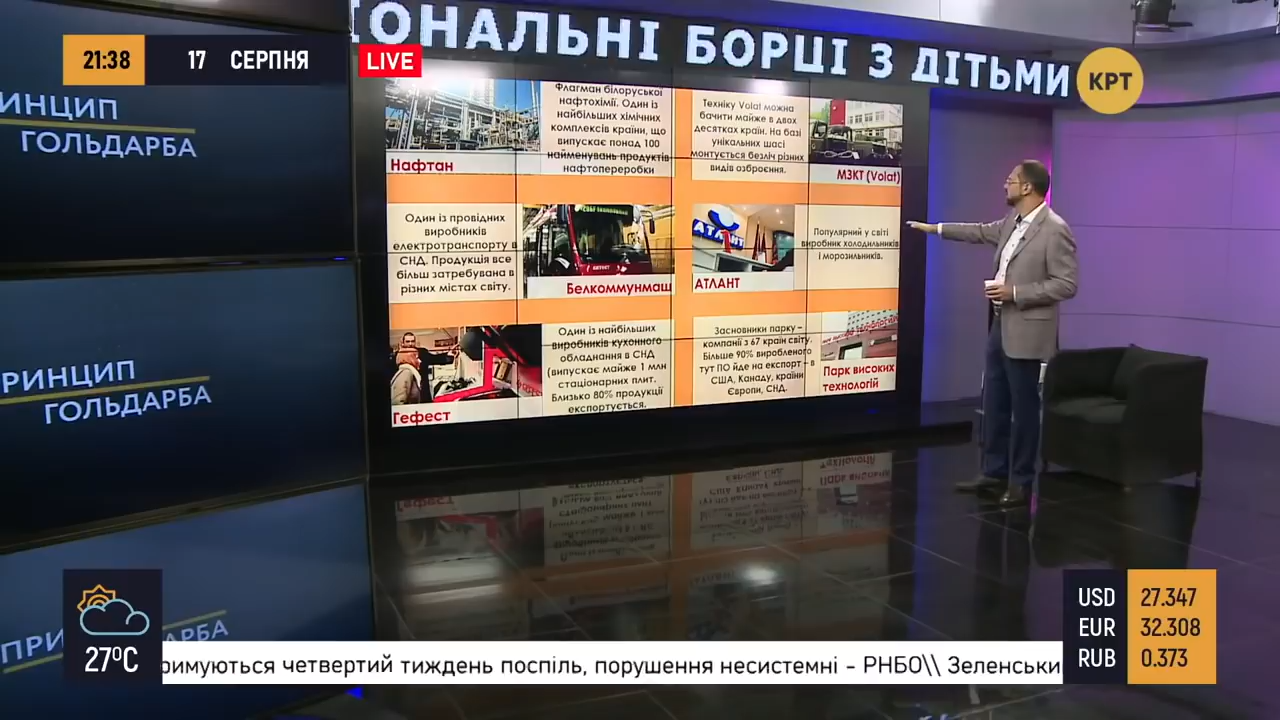 ІОНАЛЬНІ БОРЦІ З ДІТЬМИ
21:38
17 СЕРПНЯ
LIVE
КРТ
ИНЦИП
ГОЛЬДАРБА
РИНЦИП
ГОЛЬДАРБА
ПРИ
ЬДАРБА
Флагман білоруської
нафтохімії. Один із
найбільших хімічних
комплексів країни, що
випускає понад 100
найменувань продуктів
нафтопереробки
Нафтан
Техніку Volat можна
бачити майже в двох
десятках країн. На базі
унікальних шасі
монтується безліч різних
видів озброєння.
МЗКТ (Volat)
Один із провідних
виробників
електротранспорту в
СНД. Продукція все
більш затребувана в
різних містах світу.
Белкоммунмаш
АТЛАНТ
АТЛАНТ
Популярний у світі
виробник холодильників
і морозильників.
Гефест
Один із найбільших
виробників кухонного
обладнання в СНД
(випускає майже 1 млн
стаціонарних плит.
Близько 80% продукції
експортується.
Засновники парку –
компанії з 67 країн світу.
Більше 90% виробленого
тут ПО йде на експорт – в
США, Канаду, країни
Європи, СНД.
Парк високих
технологій
27°C
USD 27.347
EUR 32.308
RUB 0.373
римуються четвертий тиждень поспіль, порушення несистемні - РНБО\\ Зеленськи